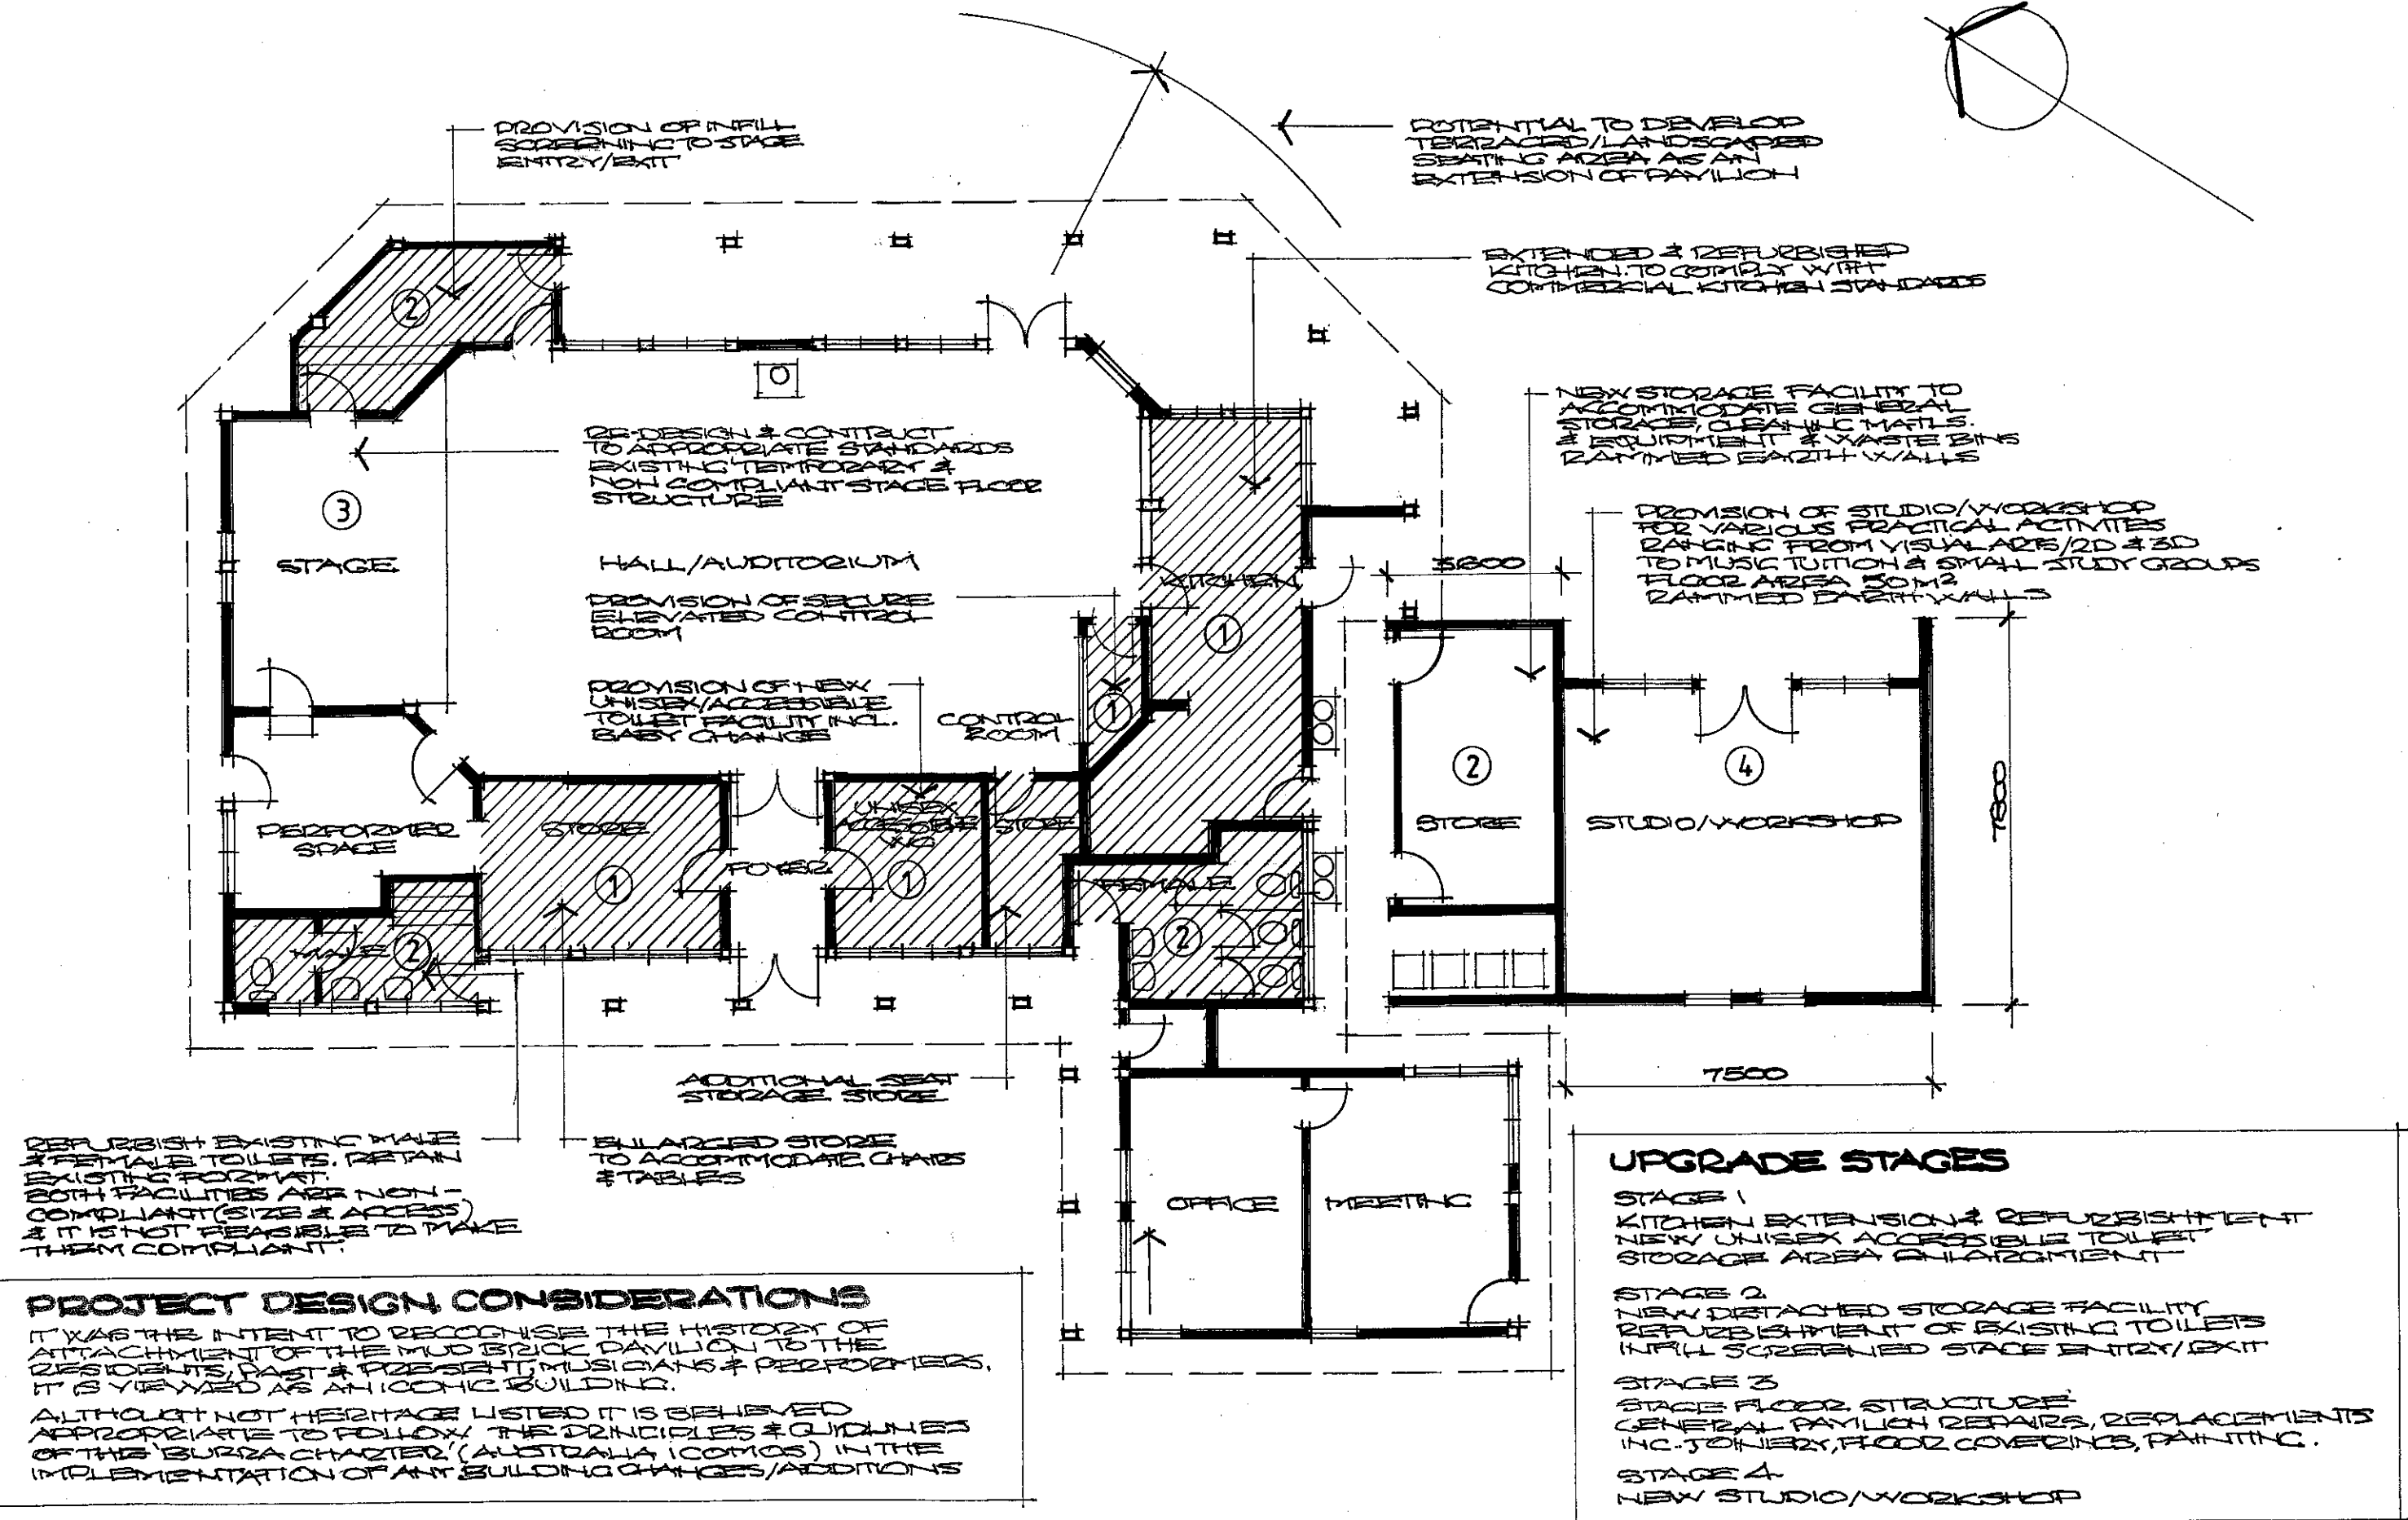 PROVISION OF INFILL
SCREENING TO STAGE
ENTRY/EXIT
POTENTIAL TO DEVELOP
TERRACED/LANDSCAPED
SEATING AREA AS AN
EXTENSION OF PAVILION
EXTENDED & REFURBISHED
KITCHEN. TO COMPLY WITH
COMMERCIAL KITCHEN STANDARDS
NEW STORAGE FACILITY TO
ACCOMMODATE GENERAL
STORAGE, CLEANING MATLS.
& EQUIPMENT & WASTE BINS
RAMMED EARTH WALLS
PROVISION OF STUDIO/WORKSHOP
FOR VARIOUS PRACTICAL ACTIVITES
RANGING FROM VISUAL ARTS/2D & 3D
TO MUSIC TUITION & SMALL STUDY GROUPS
FLOOR AREA 50M²
RAMMED EARTH WALLS
2
RE-DESIGN & CONTTRUCT
TO APPROPRIATE STANDARDS
EXISTING TEMPORARY &
NON COMPLIANT STAGE FLOOR
STRUCTURE
3
STAGE
HALL/AUDITORIUM
KITCHEN
1
3600
PROVISION OF SECURE
ELEVATED CONTTROL
ROOM
PROVISION OF NEW
UNISEX/ACCESSIBLE
TOILET FACILITY INCL.
BABY CHANGE
CONTROL
ROOM
1
2
STORE
4
STUDIO/WORKSHOP
7800
PERFORMER
SPACE
STORE
1
FOYER
UNISEX
ACCESSIBLE
WC
1
STORE
FEMALE
2
MALE
2
7500
ADDITIONAL SEAT
STORAGE STORE
REFURBISH EXISTING MALE
& FEMALE TOILETS. RETAIN
EXISTING FORMAT.
BOTH FACILITIES ARE NON-
COMPLIANT (SIZE & ACCESS)
& IT IS NOT FEASIBLE TO MAKE
THEM COMPLIANT.
ENLARGED STORE
TO ACCOMMODATE CHAIRS
& TABLES
OFFICE
MEETING
PROJECT DESIGN CONSIDERATIONS
IT WAS THE INTENT TO RECOGNISE THE HISTORY OF
ATTACHMENT OF THE MUD BRICK PAVILION TO THE
RESIDENTS, PAST & PRESENT, MUSICIANS & PERFORMERS.
IT IS VIEWED AS AN ICONIC BUILDING.
ALTHOUGH NOT HERITAGE LISTED IT IS BELIEVED
APPROPRIATE TO FOLLOW THE PRINCIPLES & GUIDLINES
OF THE 'BURRA CHARTER' (AUSTRALIA ICOMOS) IN THE
IMPLEMENTATION OF ANY BUILDING CHANGES/ADDITIONS
UPGRADE STAGES
STAGE 1
KITCHEN EXTENSION & REFURBISHMENT
NEW UNISEX ACCESSIBLE TOILET
STORAGE AREA ENLARGMENT
STAGE 2
NEW DETACHED STORAGE FACILITY
REFURBISHMENT OF EXISTING TOILETS
INFILL SCREENED STAGE ENTRY/EXIT
STAGE 3
STAGE FLOOR STRUCTURE
GENERAL PAVILION REPAIRS, REPLACEMENTS
INC. JOINERY, FLOOR COVERINGS, PAINTING.
STAGE 4
NEW STUDIO/WORKSHOP